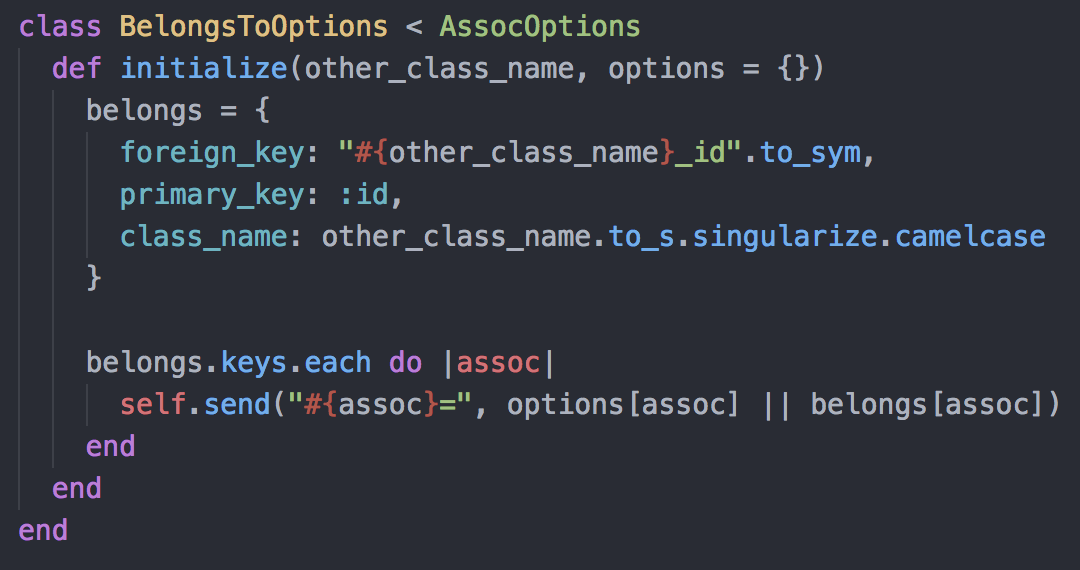 class BelongsToOptions < AssocOptions
  def initialize(other_class_name, options = {})
    belongs = {
      foreign_key: "#{other_class_name}_id".to_sym,
      primary_key: :id,
      class_name: other_class_name.to_s.singularize.camelcase
    }

    belongs.keys.each do |assoc|
      self.send("#{assoc}=", options[assoc] || belongs[assoc])
    end
  end
end